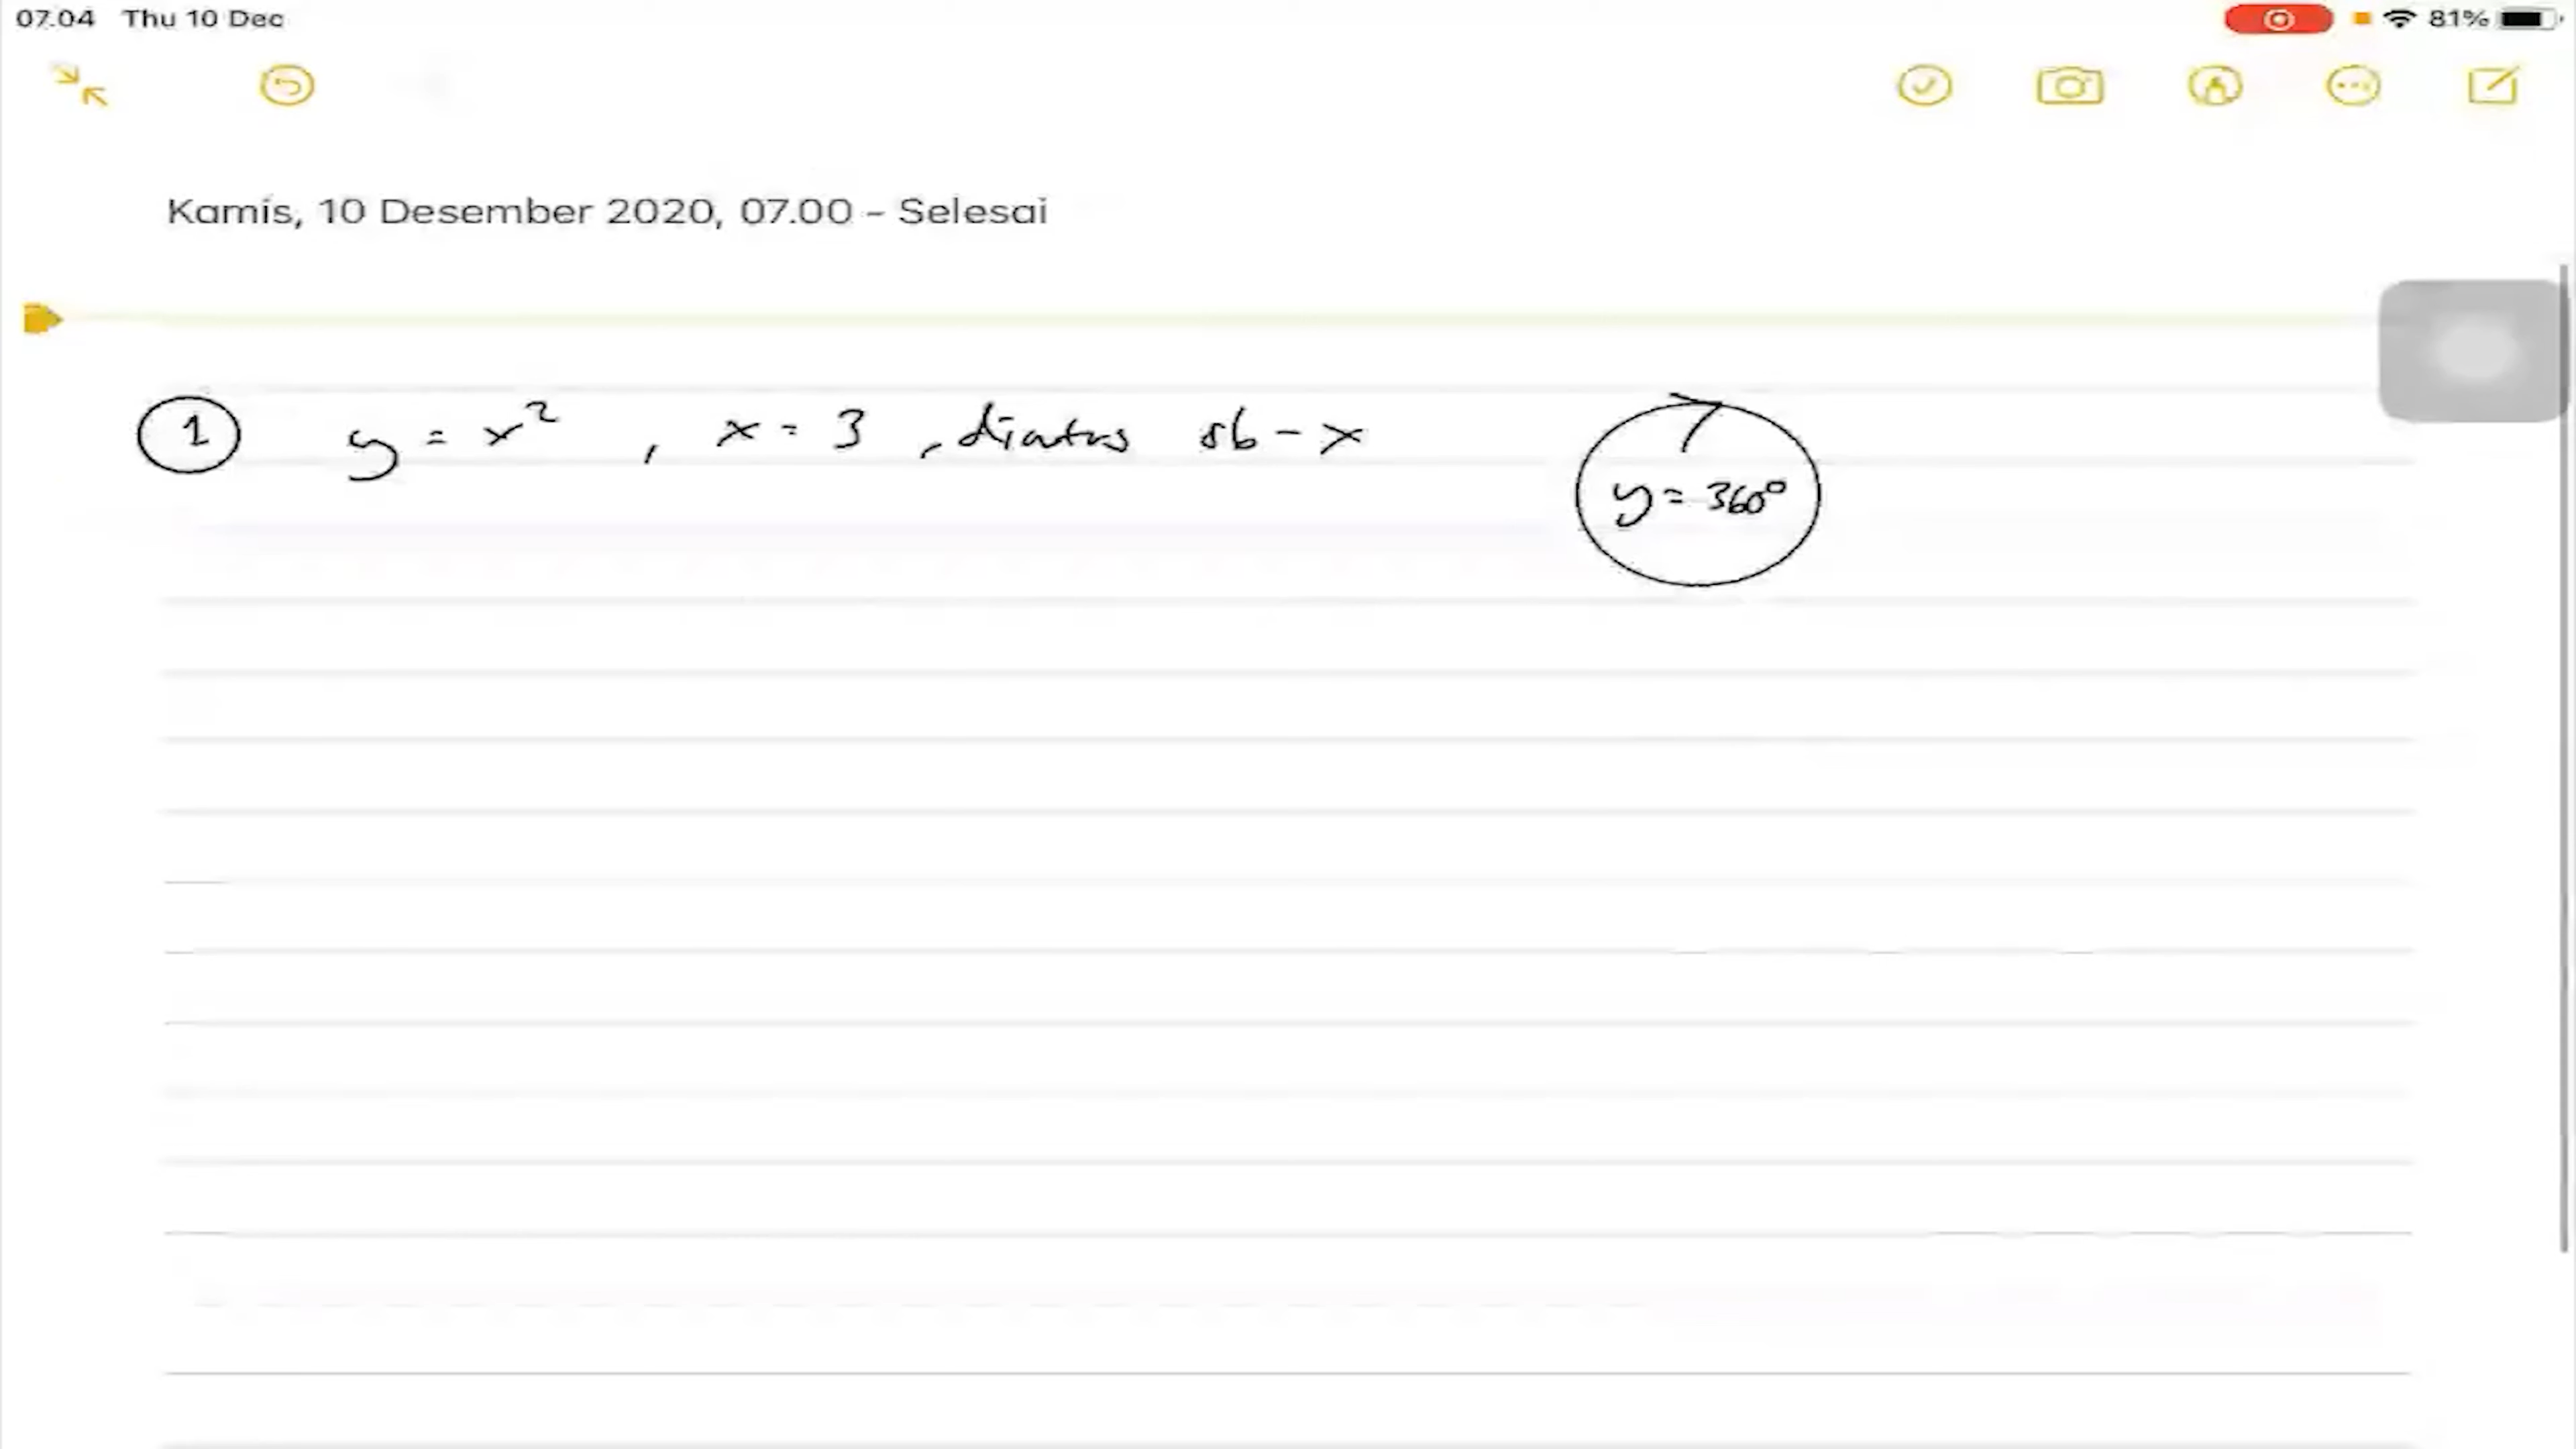 07.04 Thu 10 Dec 81%
Kamis, 10 Desember 2020, 07.00 – Selesai
1 y = x² , x = 3 , diatas sb - x
y = 360°